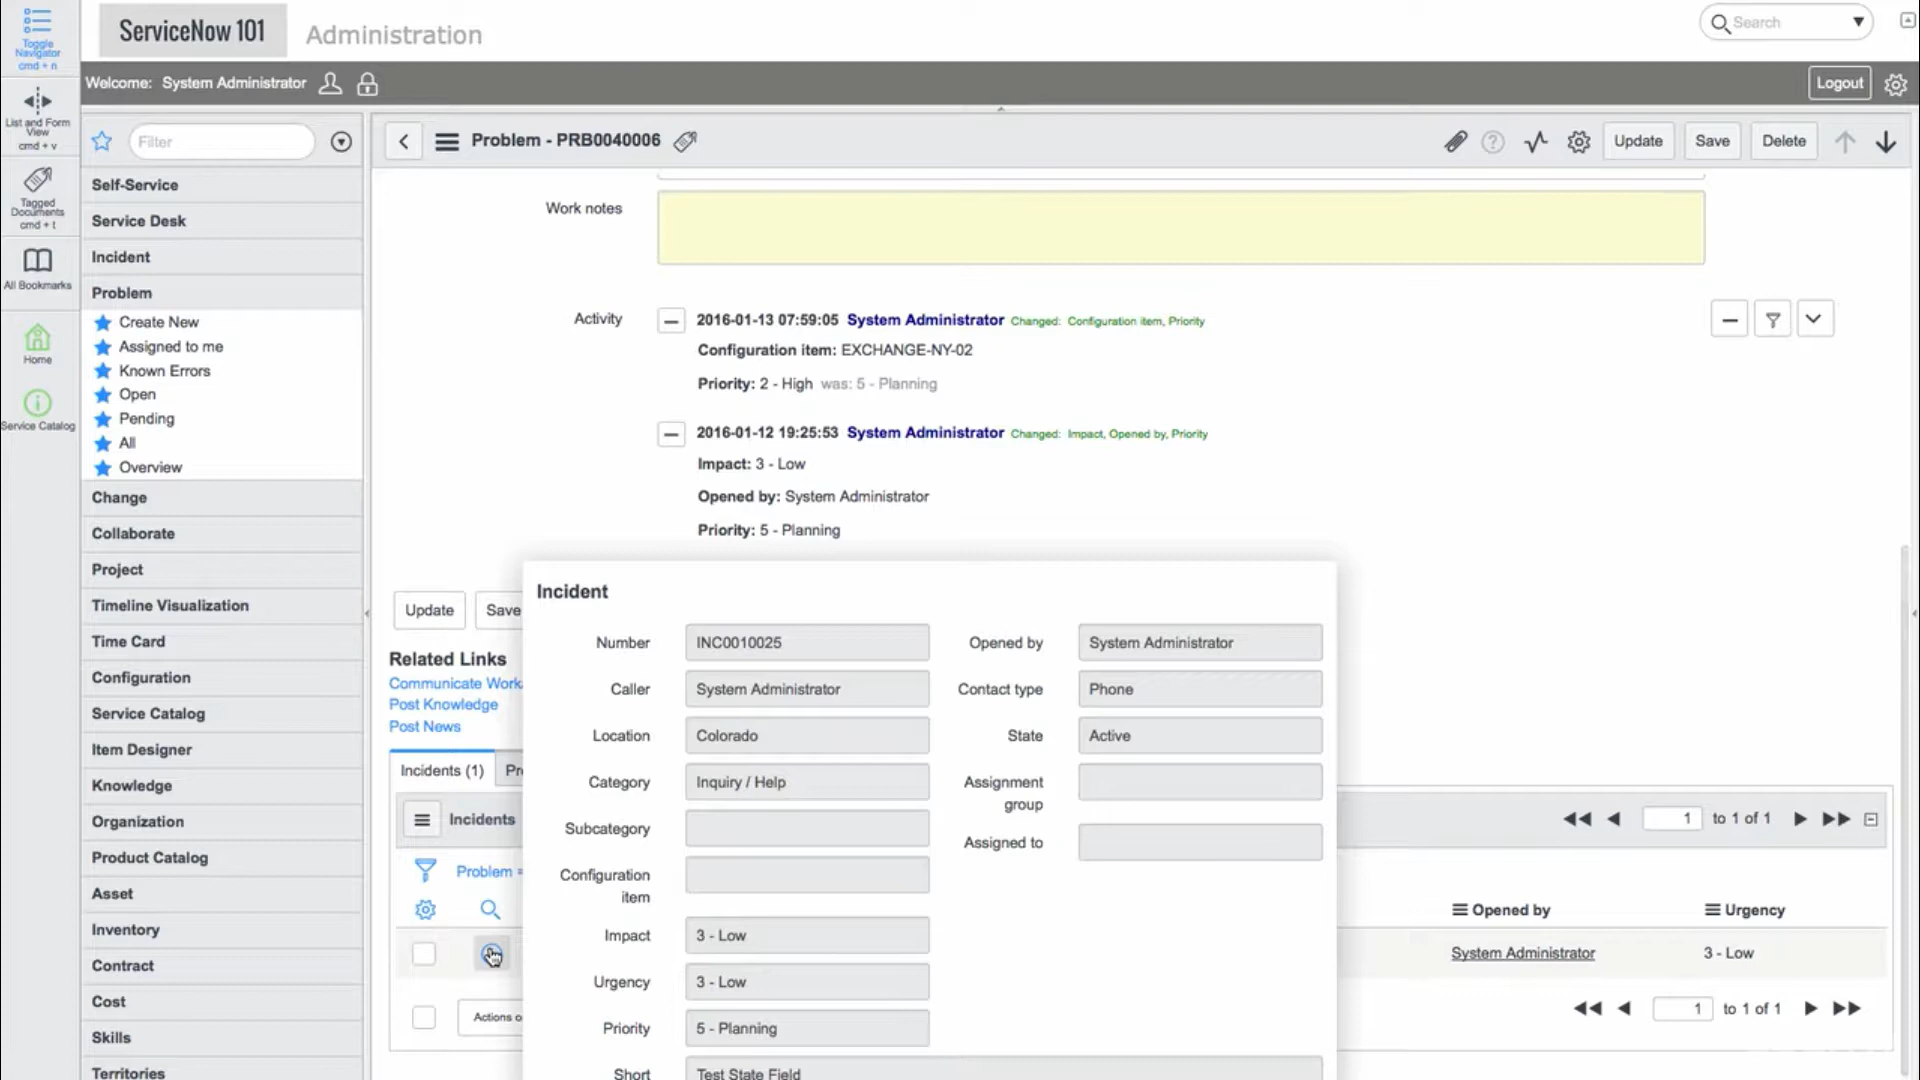 Toggle
Navigator
cmd + n
List and Form
View
cmd + v
Tagged
Documents
cmd + t
All Bookmarks
Home
Service Catalog
ServiceNow 101
Administration
Search
Welcome: System Administrator
Logout
Filter
Self-Service
Service Desk
Incident
Problem
Create New
Assigned to me
Known Errors
Open
Pending
All
Overview
Change
Collaborate
Project
Timeline Visualization
Time Card
Configuration
Service Catalog
Item Designer
Knowledge
Organization
Product Catalog
Asset
Inventory
Contract
Cost
Skills
Territories
Problem - PRB0040006
Update Save Delete
Work notes
Activity
2016-01-13 07:59:05 System Administrator Changed: Configuration item, Priority
Configuration item: EXCHANGE-NY-02
Priority: 2 - High was: 5 - Planning
2016-01-12 19:25:53 System Administrator Changed: Impact, Opened by, Priority
Impact: 3 - Low
Opened by: System Administrator
Priority: 5 - Planning
Update Save
Related Links
Communicate Work
Post Knowledge
Post News
Incidents (1) Pr
Incidents
1 to 1 of 1
Problem =
Opened by Urgency
System Administrator 3 - Low
Actions o
1 to 1 of 1
Incident
Number INC0010025
Caller System Administrator
Location Colorado
Category Inquiry / Help
Subcategory
Configuration
item
Impact 3 - Low
Urgency 3 - Low
Priority 5 - Planning
Short Test State Field
Opened by System Administrator
Contact type Phone
State Active
Assignment
group
Assigned to